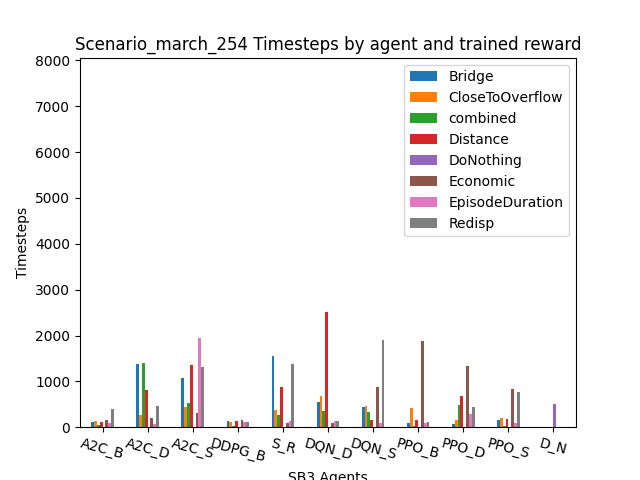 Scenario_march_254 Timesteps by agent and trained reward
8000
7000
6000
5000
4000
3000
2000
1000
0
Timesteps
Bridge
CloseToOverflow
combined
Distance
DoNothing
Economic
EpisodeDuration
Redisp
A2C_B
A2C_D
A2C_S
DDPG_B
S_R
DQN_D
DQN_S
PPO_B
PPO_D
PPO_S
D_N
SB3 Agents